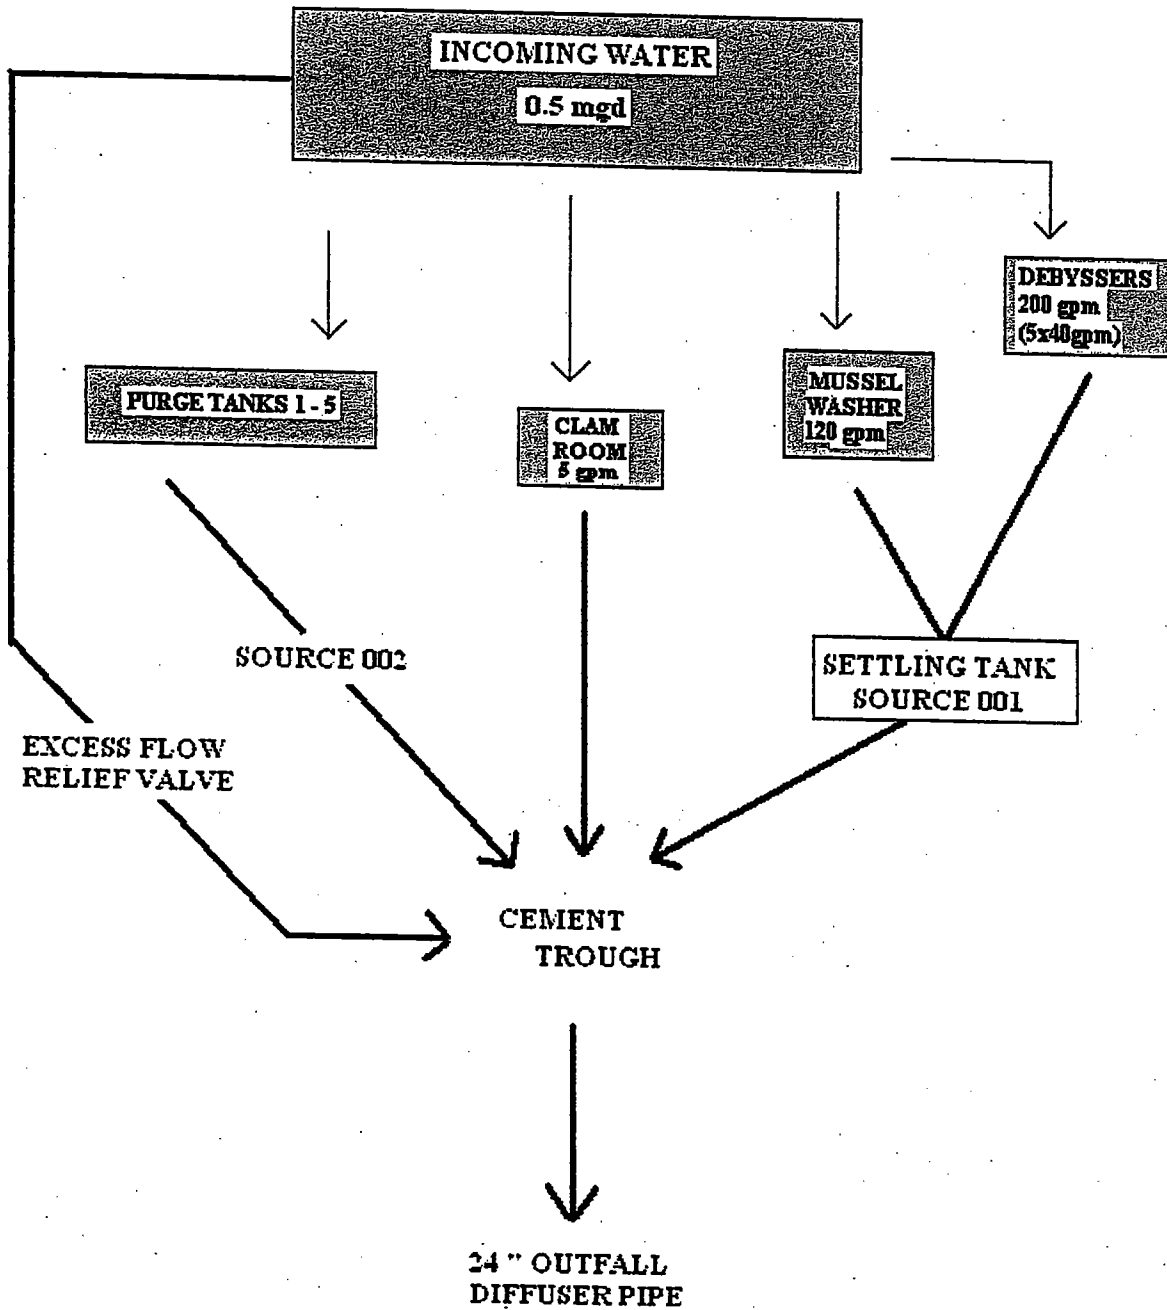 INCOMING WATER
0.5 mgd
DEBYSSERS
200 gpm
(5x40gpm)
MUSSEL
WASHER
120 gpm
PURGE TANKS 1 - 5
CLAM
ROOM
5 gpm
SOURCE 002
SETTLING TANK
SOURCE 001
EXCESS FLOW
RELIEF VALVE
CEMENT
TROUGH
24 " OUTFALL
DIFFUSER PIPE